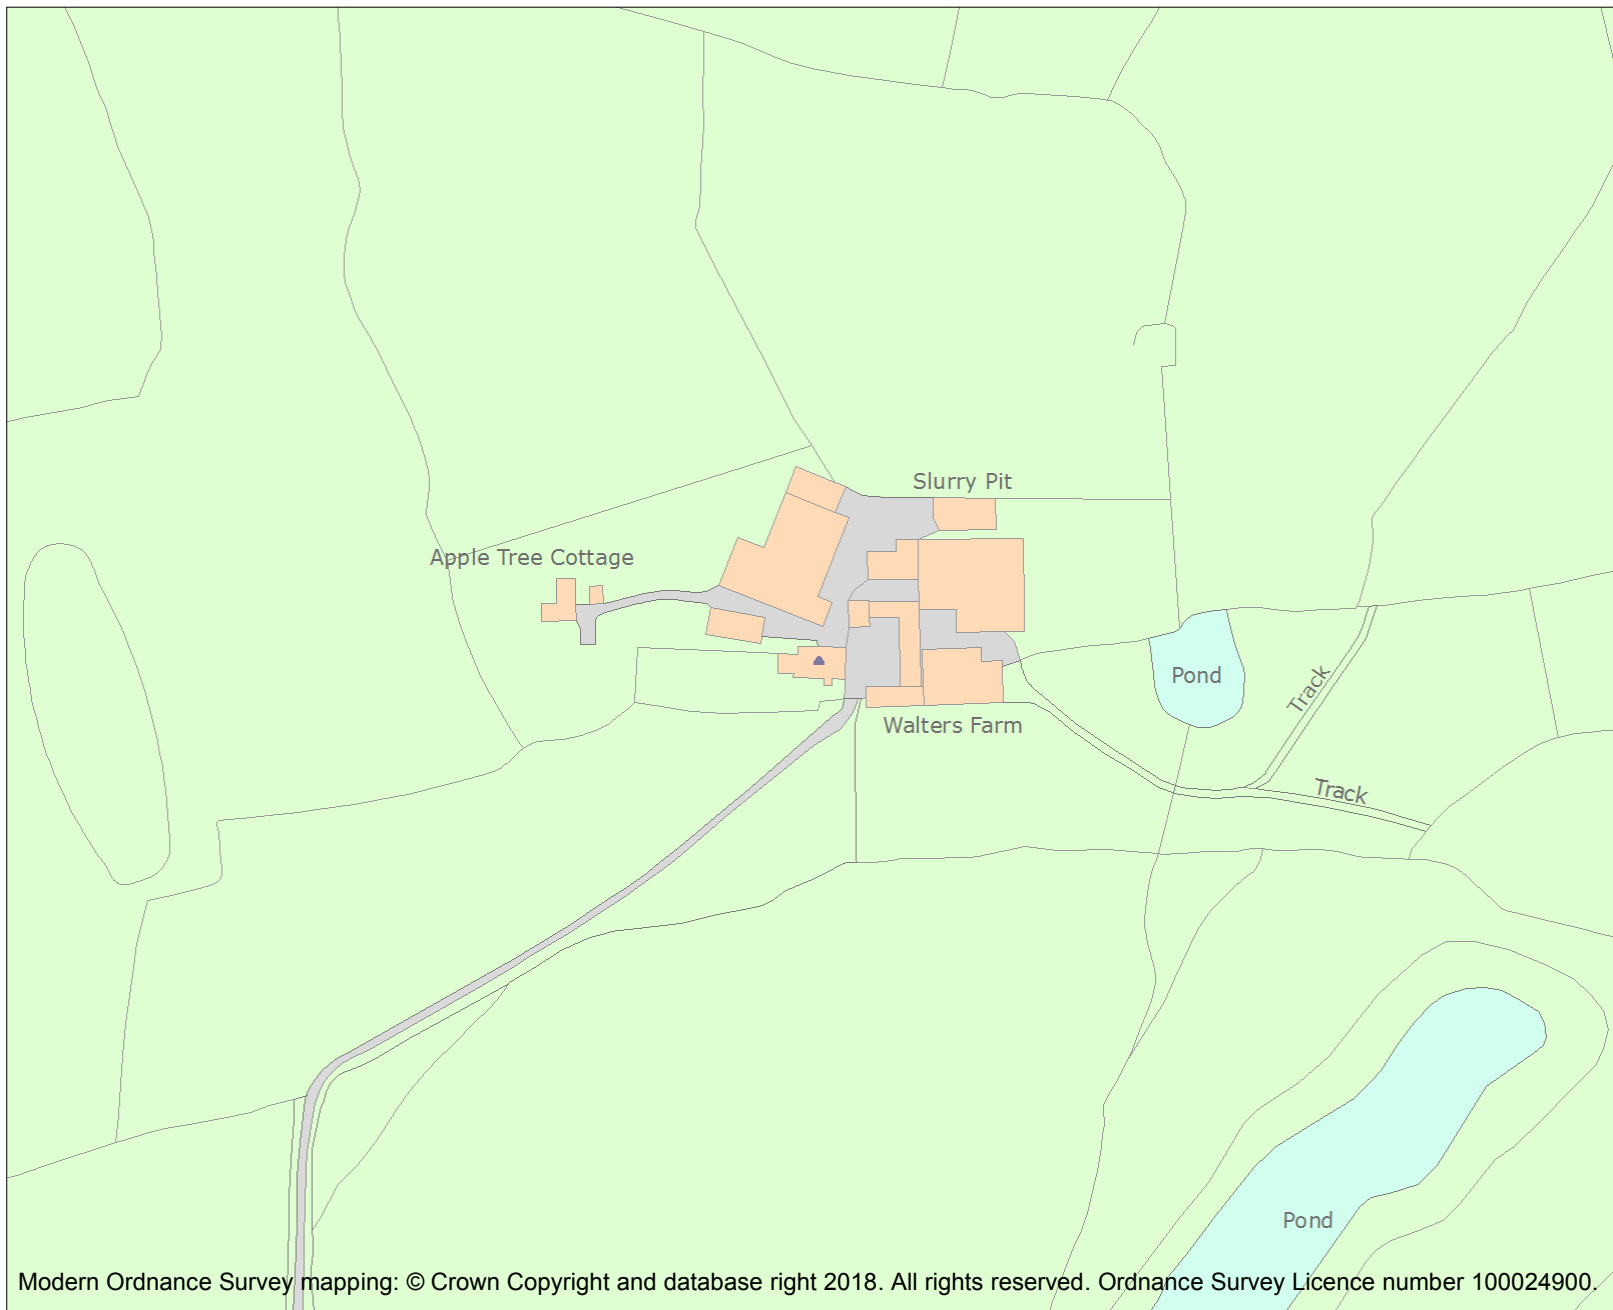 Slurry Pit
Apple Tree Cottage
Pond
Track
Walters Farm
Track
Pond
Modern Ordnance Survey mapping: © Crown Copyright and database right 2018. All rights reserved. Ordnance Survey Licence number 100024900.